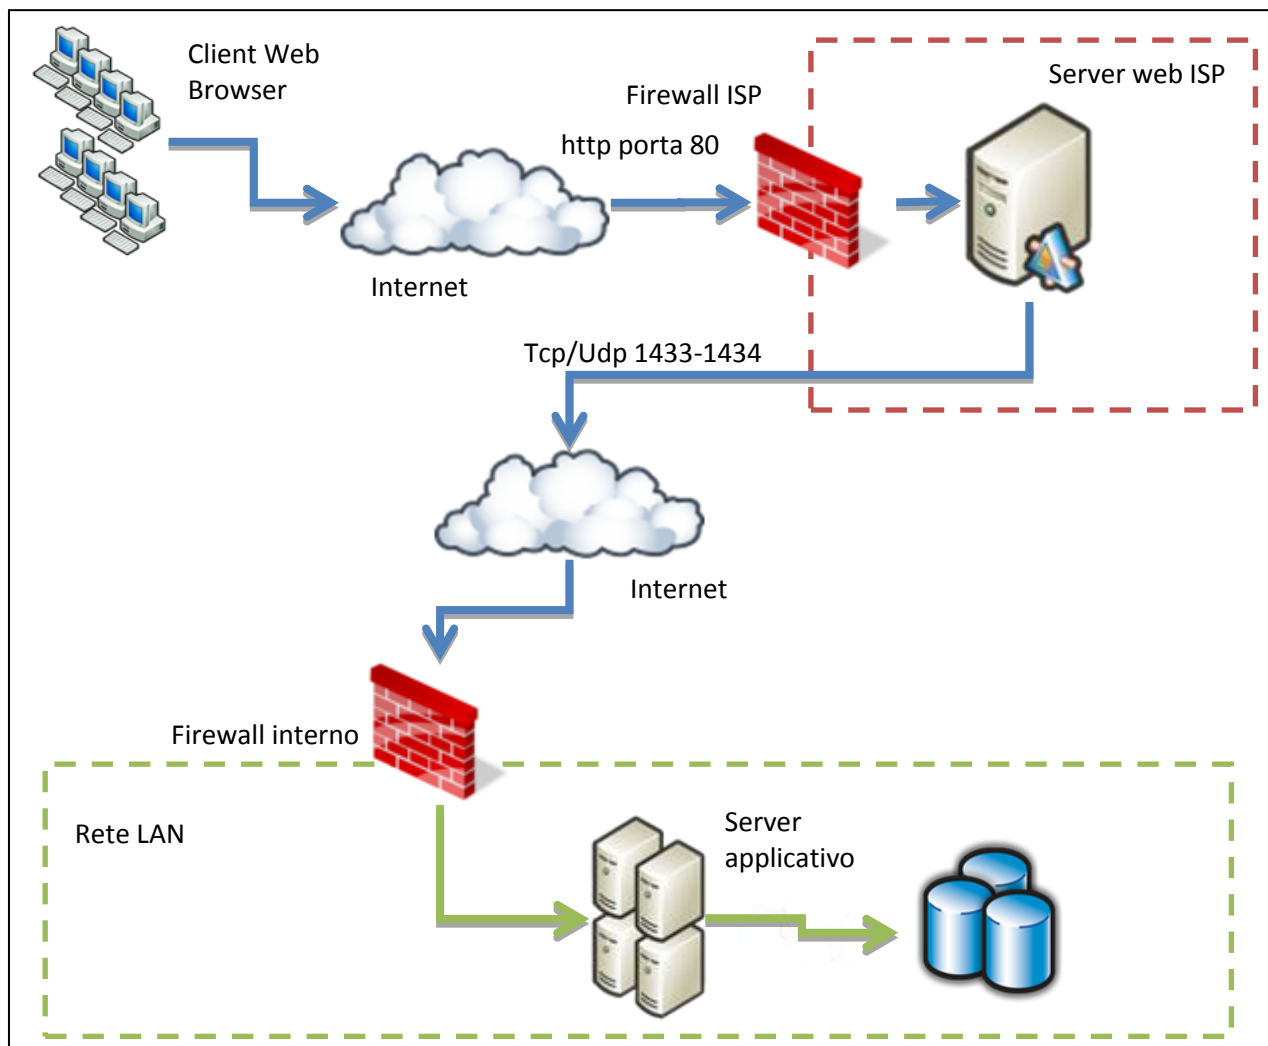 Client Web
Browser
Server web ISP
Firewall ISP
http porta 80
Internet
Tcp/Udp 1433-1434
Internet
Firewall interno
Rete LAN
Server
applicativo